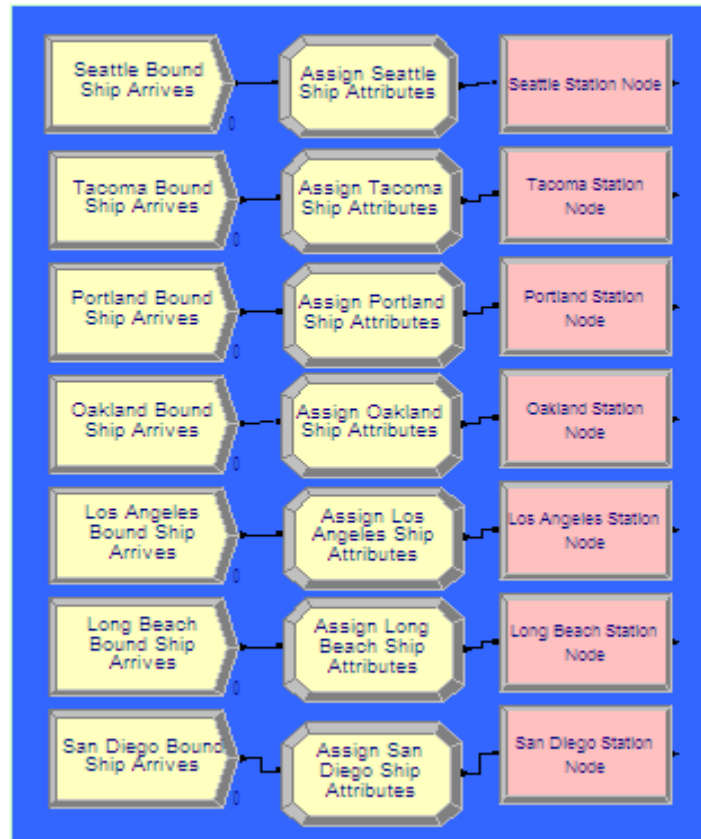 Seattle Bound
Ship Arrives
0
Assign Seattle
Ship Attributes
Seattle Station Node
Tacoma Bound
Ship Arrives
0
Assign Tacoma
Ship Attributes
Tacoma Station
Node
Portland Bound
Ship Arrives
0
Assign Portland
Ship Attributes
Portland Station
Node
Oakland Bound
Ship Arrives
0
Assign Oakland
Ship Attributes
Oakland Station
Node
Los Angeles
Bound Ship
Arrives
0
Assign Los
Angeles Ship
Attributes
Los Angeles Station
Node
Long Beach
Bound Ship
Arrives
0
Assign Long
Beach Ship
Attributes
Long Beach Station
Node
San Diego Bound
Ship Arrives
0
Assign San
Diego Ship
Attributes
San Diego Station
Node